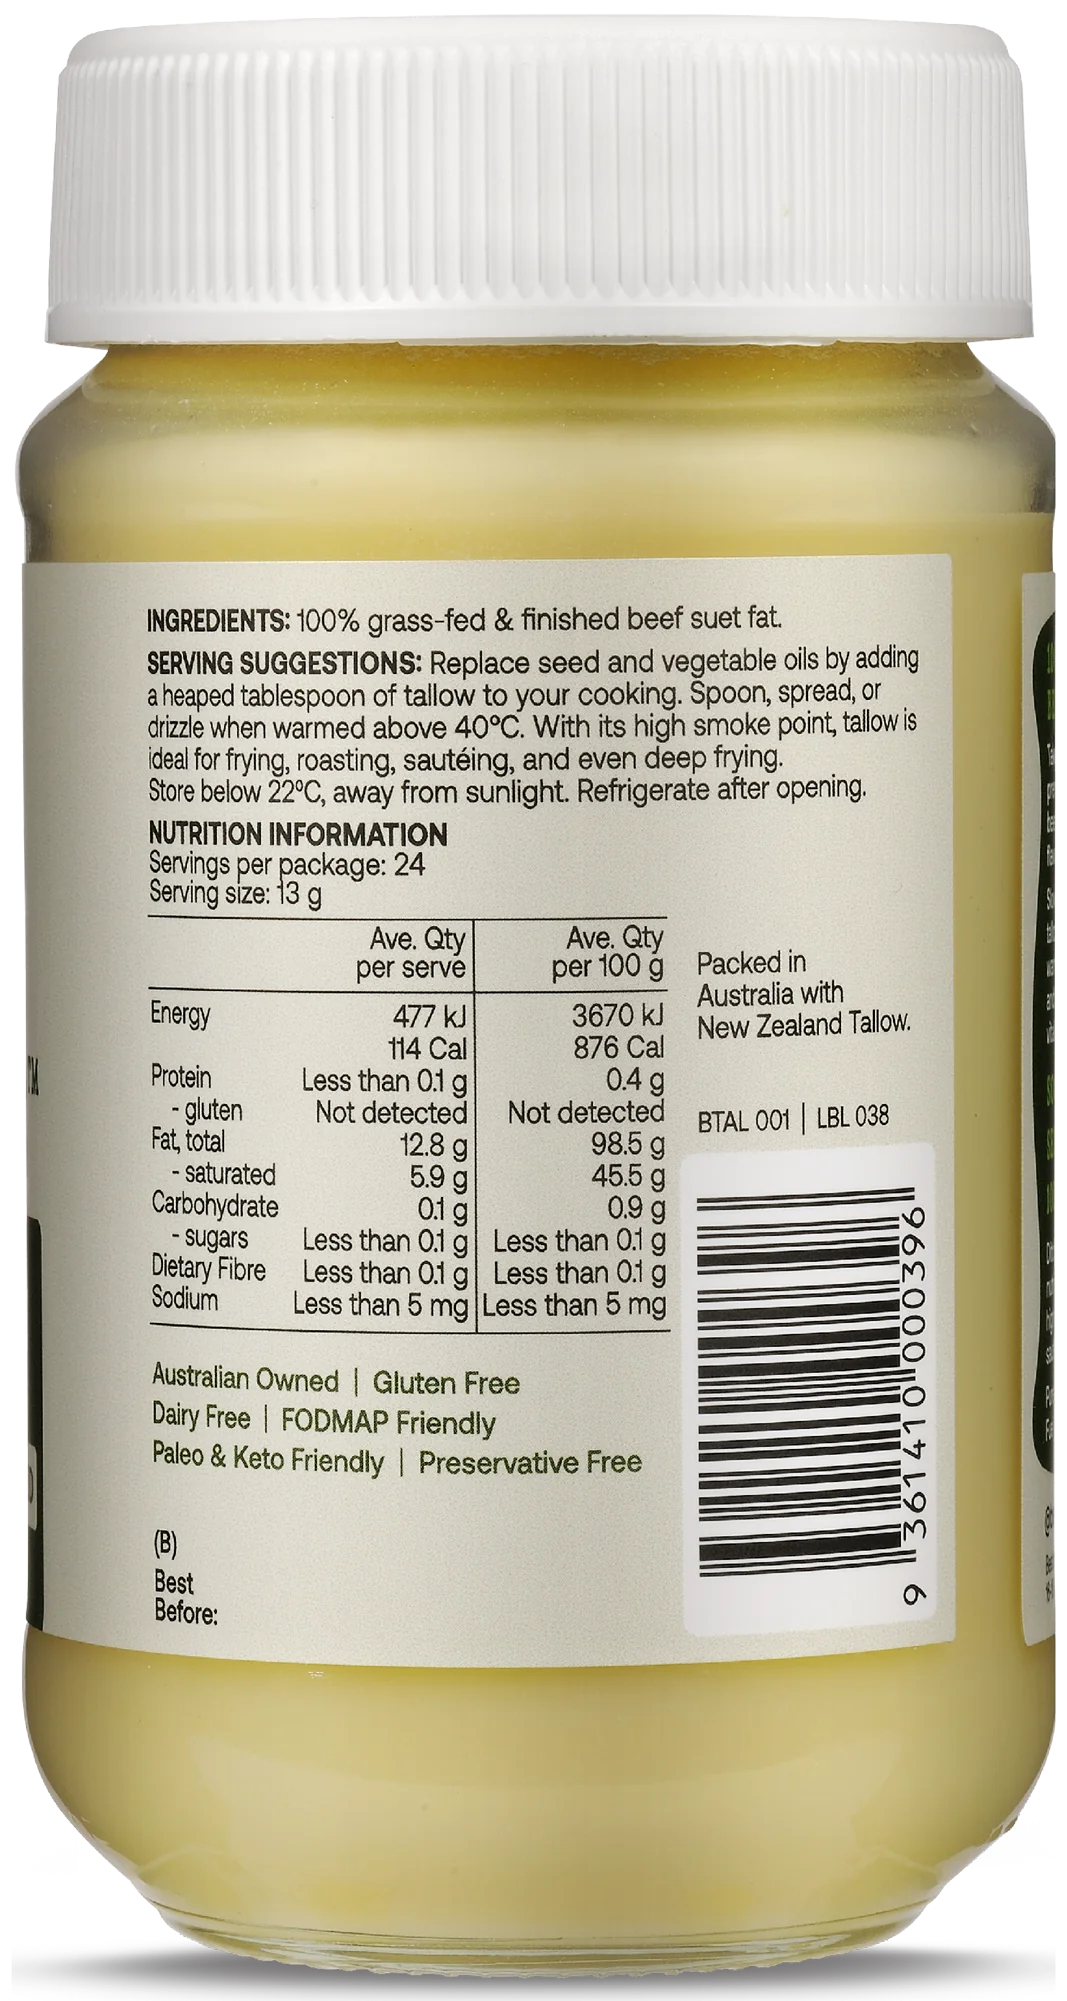 INGREDIENTS: 100% grass-fed & finished beef suet fat.
SERVING SUGGESTIONS: Replace seed and vegetable oils by adding
a heaped tablespoon of tallow to your cooking. Spoon, spread, or
drizzle when warmed above 40ºC. With its high smoke point, tallow is
ideal for frying, roasting, sautéing, and even deep frying.
Store below 22ºC, away from sunlight. Refrigerate after opening.
NUTRITION INFORMATION
Servings per package: 24
Serving size: 13 g
Ave. Qty Ave. Qty
per serve per 100 g
Energy 477 kJ 3670 kJ
114 Cal 876 Cal
Protein Less than 0.1 g 0.4 g
- gluten Not detected Not detected
Fat, total 12.8 g 98.5 g
- saturated 5.9 g 45.5 g
Carbohydrate 0.1 g 0.9 g
- sugars Less than 0.1 g Less than 0.1 g
Dietary Fibre Less than 0.1 g Less than 0.1 g
Sodium Less than 5 mg Less than 5 mg
Packed in
Australia with
New Zealand Tallow.
BTAL 001 | LBL 038
9 361410 000396
Australian Owned | Gluten Free
Dairy Free | FODMAP Friendly
Paleo & Keto Friendly | Preservative Free
(B)
Best
Before: